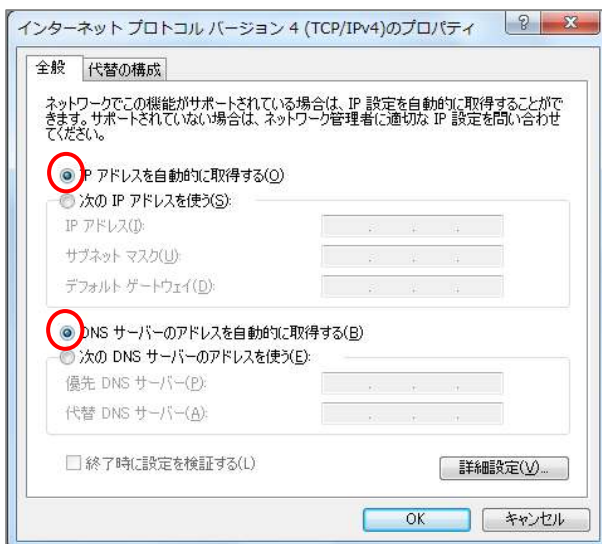 インターネット プロトコル バージョン 4 (TCP/IPv4)のプロパティ
全般 代替の構成
ネットワークでこの機能がサポートされている場合は、IP 設定を自動的に取得することがで
きます。サポートされていない場合は、ネットワーク管理者に適切な IP 設定を問い合わせ
てください。
IP アドレスを自動的に取得する(O)
次の IP アドレスを使う(S):
IP アドレス(I):
サブネット マスク(U):
デフォルト ゲートウェイ(D):
DNS サーバーのアドレスを自動的に取得する(B)
次の DNS サーバーのアドレスを使う(E):
優先 DNS サーバー(P):
代替 DNS サーバー(A):
終了時に設定を検証する(L)
詳細設定(V)...
OK キャンセル